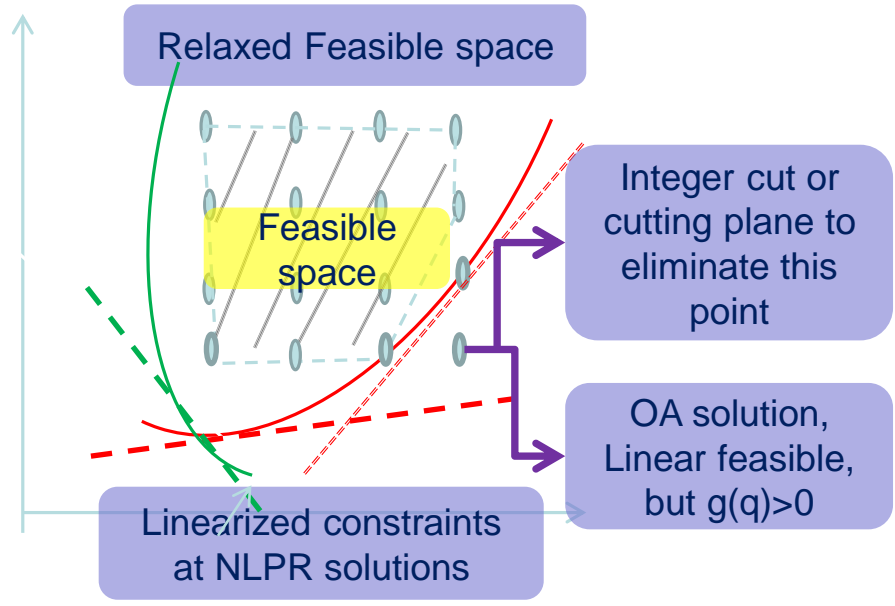 Relaxed Feasible space
Integer cut or
cutting plane to
eliminate this
point
Feasible
space
OA solution,
Linear feasible,
but g(q)>0
Linearized constraints
at NLPR solutions